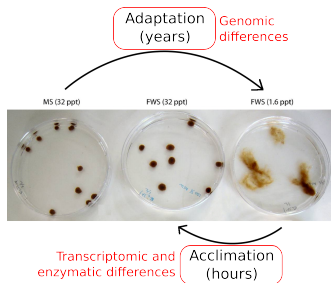 Adaptation
(years)
Genomic
differences
MS (32 ppt)
FWS (32 ppt)
FWS (1.6 ppt)
Transcriptomic and
enzymatic differences
Acclimation
(hours)